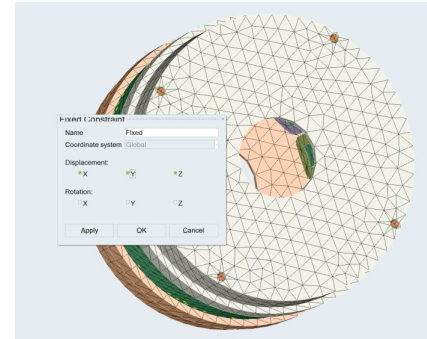 Fixed Constraint
Name FIxed
Coordinate system Global
Displacement:
X Y Z
Rotation:
X Y Z
Apply OK Cancel